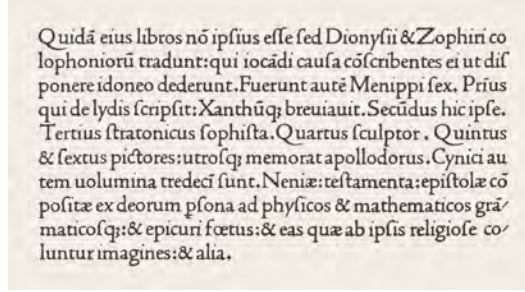 Quidā eius libros nō ipſius eſſe ſed Dionyſii & Zophiri co
lophoniorū tradunt:qui iocādi cauſa cōſcribentes ei ut diſ
ponere idoneo dederunt.Fuerunt autē Menippi ſex. Prius
qui de lydis ſcripſit:Xanthūq; breuiauit.Secūdus hic ipſe.
Tertius ſtratonicus ſophiſta.Quartus ſculptor. Quintus
& ſextus pictores:utroſq; memorat apollodorus.Cynici au
tem uolumina tredecī ſunt.Neniæ:teſtamenta:epiſtolæ cō
poſitæ ex deorum ꝑſona ad phyſicos & mathematicos grā⸗
maticoſq;:& epicuri fœtus:& eas quæ ab ipſis religioſe co⸗
luntur imagines:& alia.